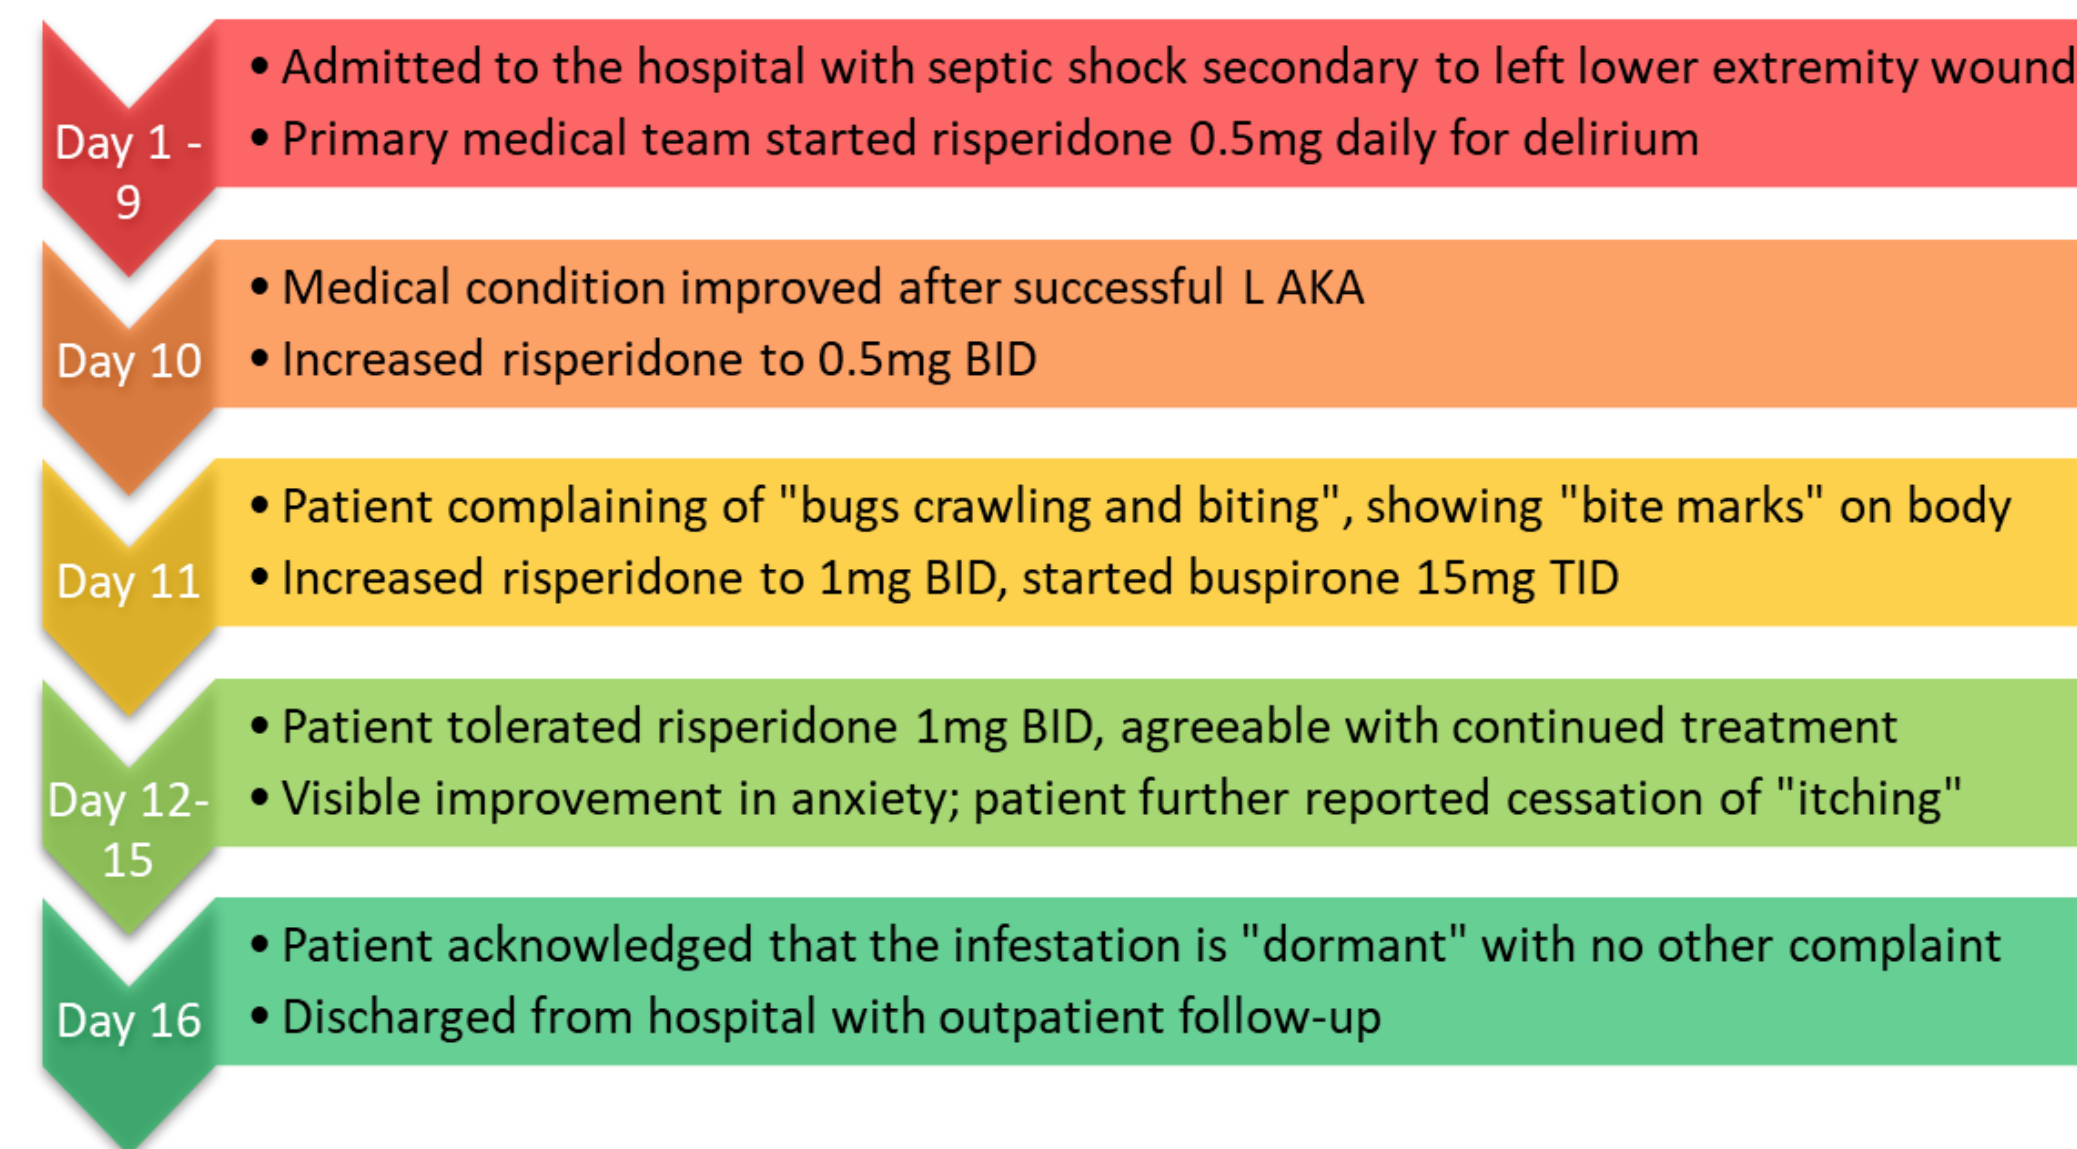 Day 1 -
9
• Admitted to the hospital with septic shock secondary to left lower extremity wound
• Primary medical team started risperidone 0.5mg daily for delirium
Day 10
• Medical condition improved after successful L AKA
• Increased risperidone to 0.5mg BID
Day 11
• Patient complaining of "bugs crawling and biting", showing "bite marks" on body
• Increased risperidone to 1mg BID, started buspirone 15mg TID
Day 12-
15
• Patient tolerated risperidone 1mg BID, agreeable with continued treatment
• Visible improvement in anxiety; patient further reported cessation of "itching"
Day 16
• Patient acknowledged that the infestation is "dormant" with no other complaint
• Discharged from hospital with outpatient follow-up